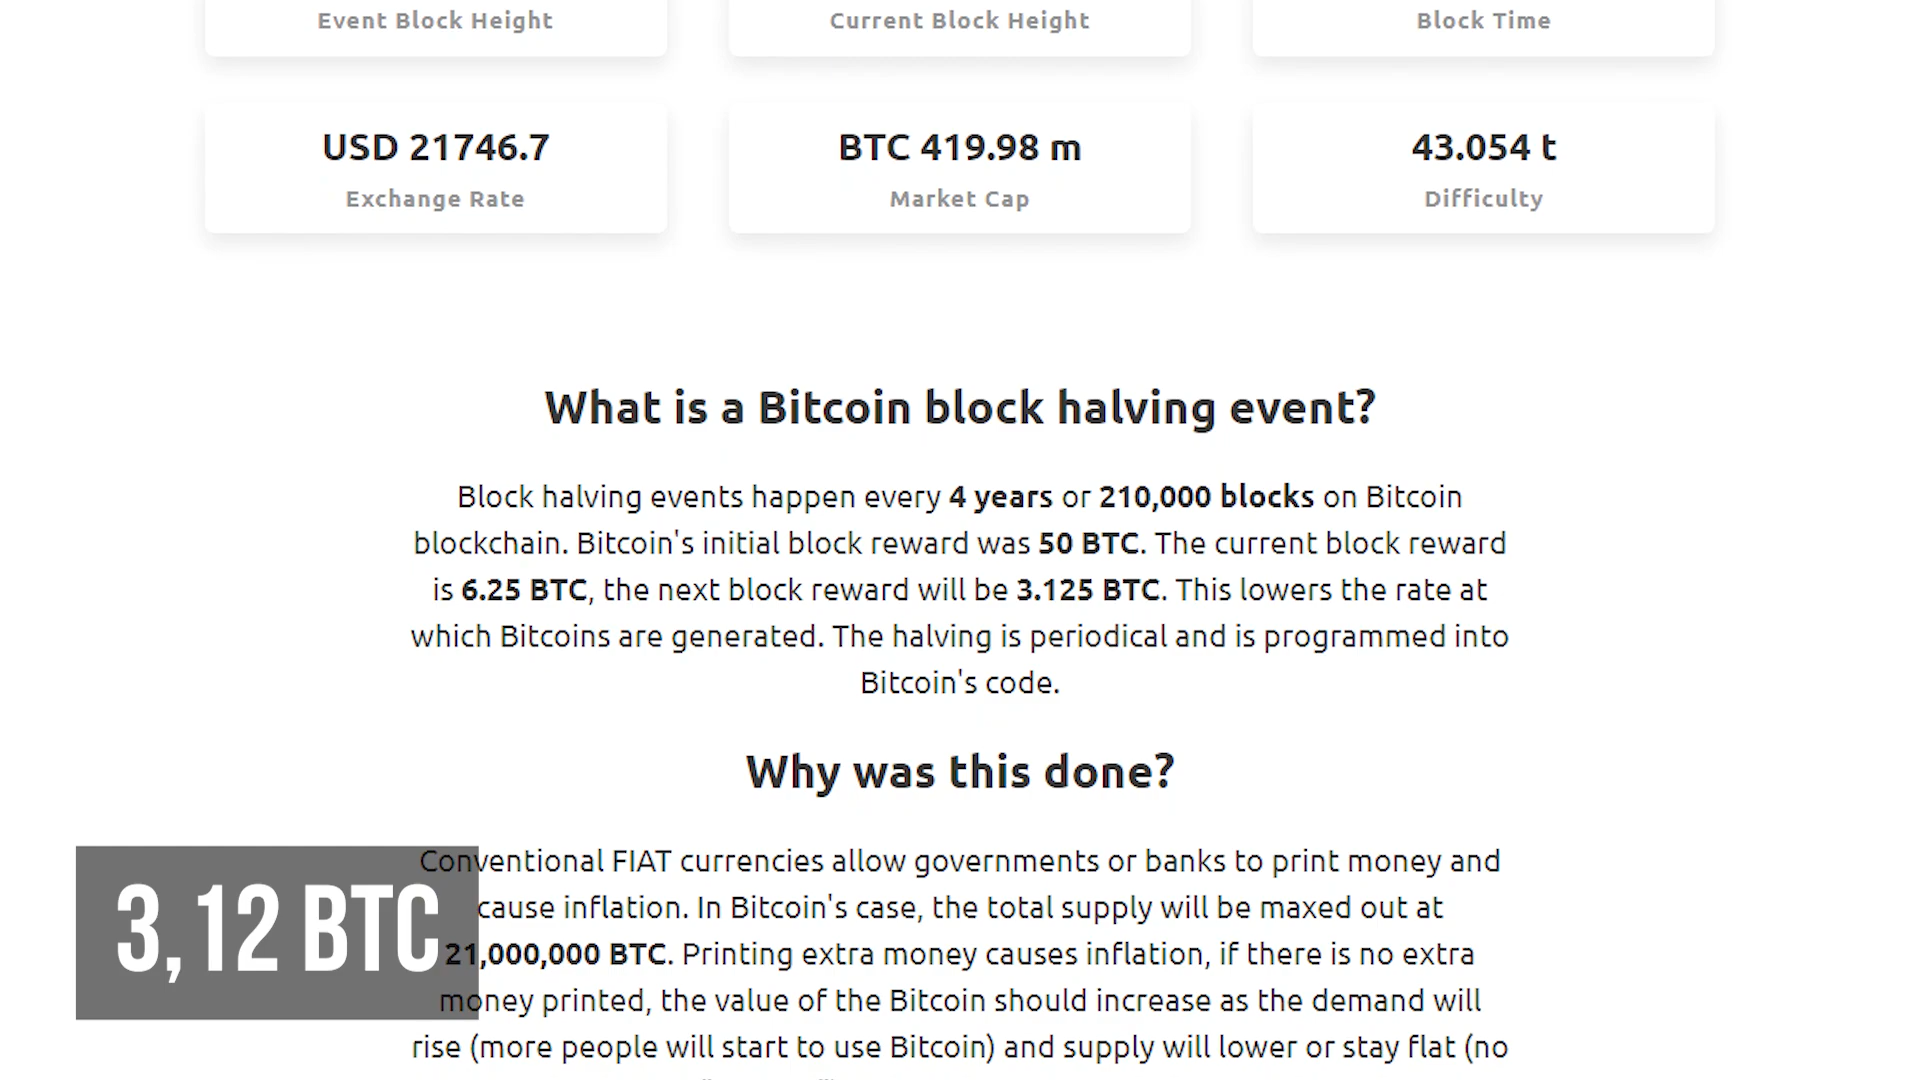 Event Block Height
Current Block Height
Block Time
USD 21746.7
BTC 419.98 m
43.054 t
Exchange Rate
Market Cap
Difficulty
What is a Bitcoin block halving event?
Block halving events happen every 4 years or 210,000 blocks on Bitcoin
blockchain. Bitcoin's initial block reward was 50 BTC. The current block reward
is 6.25 BTC, the next block reward will be 3.125 BTC. This lowers the rate at
which Bitcoins are generated. The halving is periodical and is programmed into
Bitcoin's code.
Why was this done?
Conventional FIAT currencies allow governments or banks to print money and
cause inflation. In Bitcoin's case, the total supply will be maxed out at
21,000,000 BTC. Printing extra money causes inflation, if there is no extra
money printed, the value of the Bitcoin should increase as the demand will
rise (more people will start to use Bitcoin) and supply will lower or stay flat (no
3,12 BTC